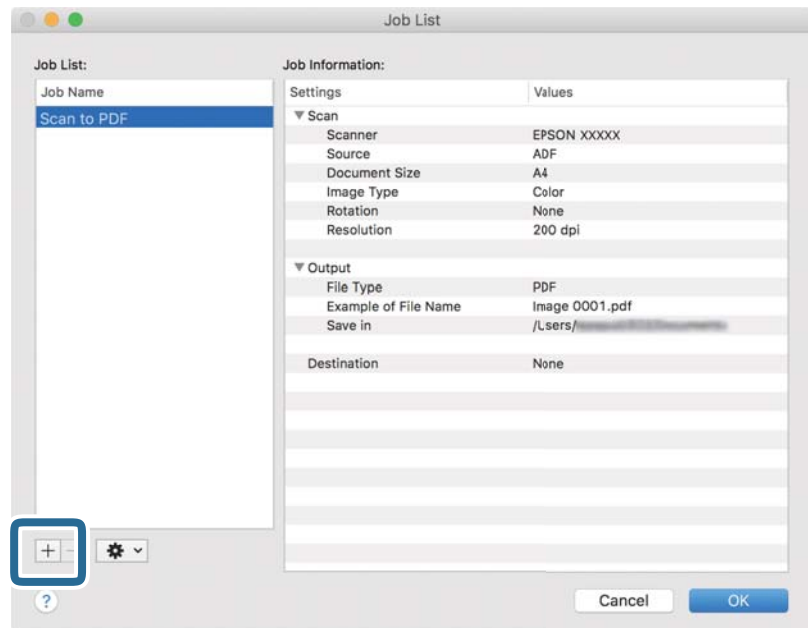 Job List
Job List:
Job Information:
Job Name
Scan to PDF
Settings Values
Scan
Scanner EPSON XXXXX
Source ADF
Document Size A4
Image Type Color
Rotation None
Resolution 200 dpi
Output
File Type PDF
Example of File Name Image 0001.pdf
Save in /Users/
Destination None
+ -
?
Cancel OK